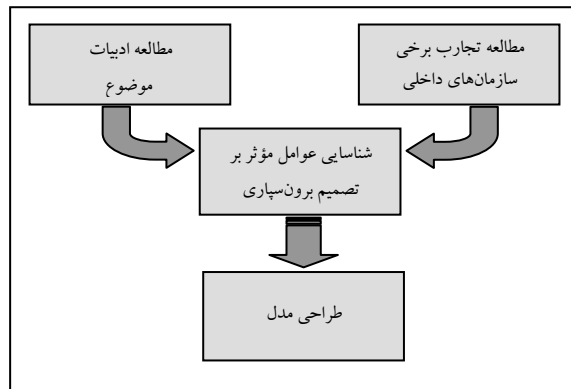 مطالعه تجارب برخی
سازمان‌های داخلی
مطالعه ادبیات
موضوع
شناسایی عوامل مؤثر بر
تصمیم برون‌سپاری
طراحی مدل